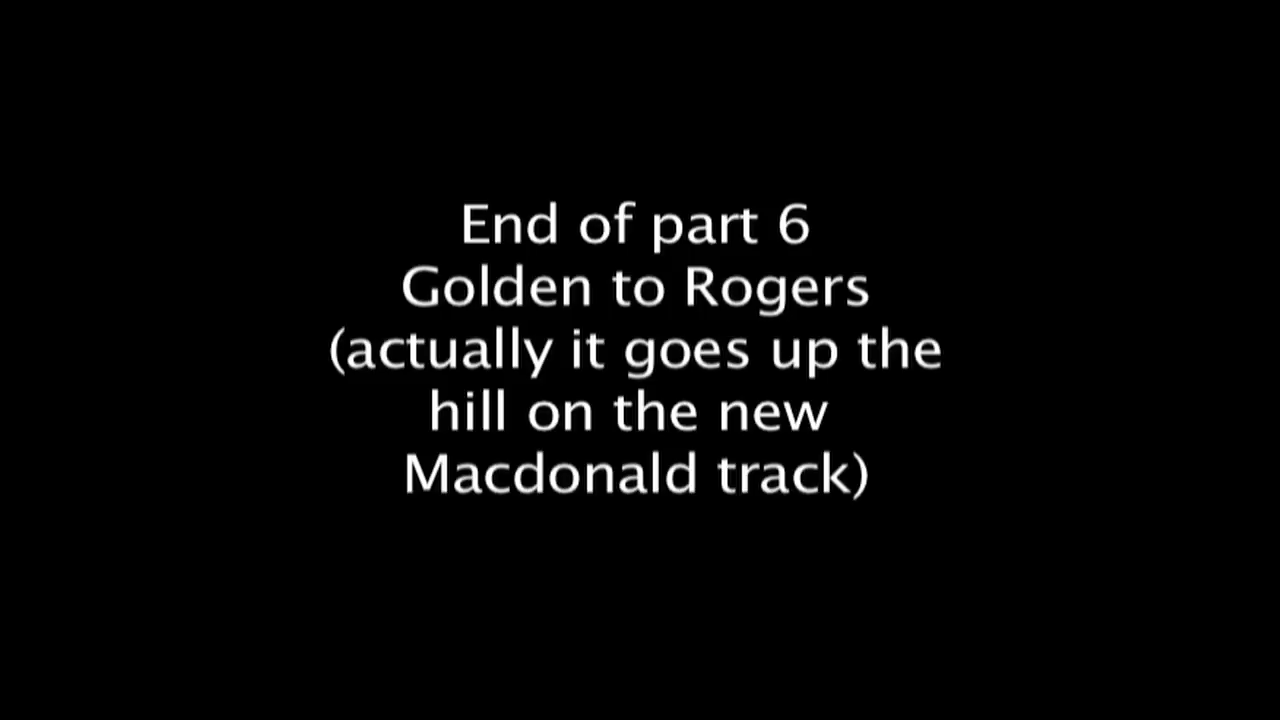 End of part 6
Golden to Rogers
(actually it goes up the
hill on the new
Macdonald track)